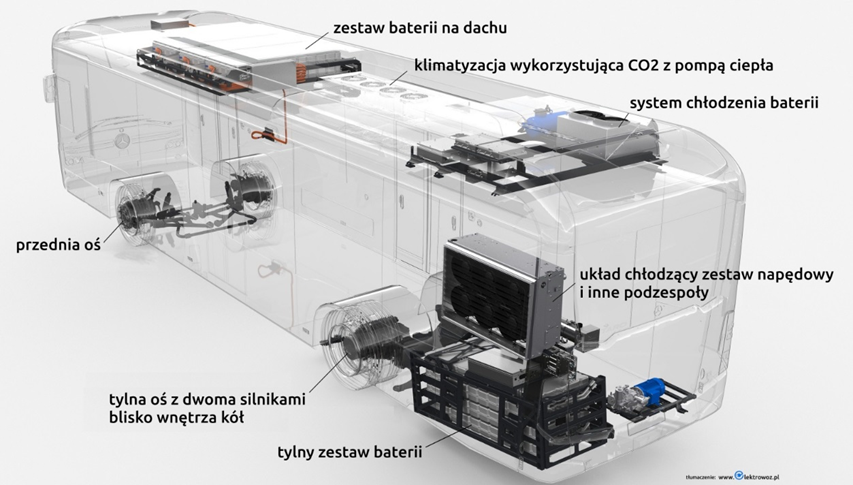 zestaw baterii na dachu
klimatyzacja wykorzystująca CO2 z pompą ciepła
system chłodzenia baterii
przednia oś
układ chłodzący zestaw napędowy
i inne podzespoły
tylna oś z dwoma silnikami
blisko wnętrza kół
tylny zestaw baterii
tłumaczenie: www.elektrowoz.pl